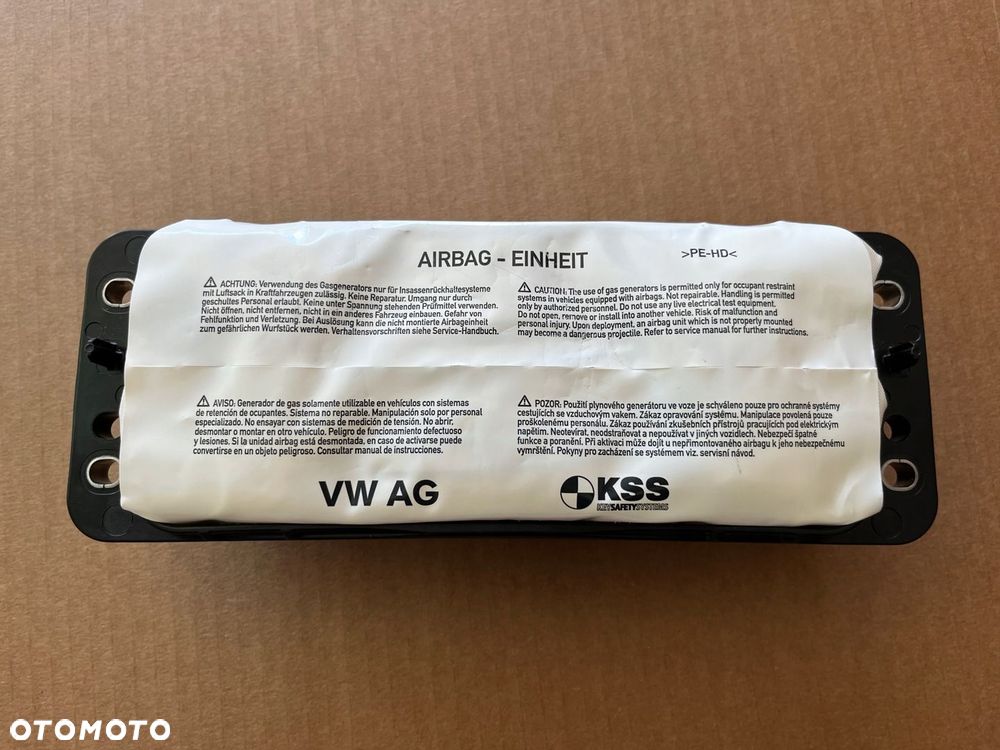 AIRBAG - EINHEIT
>PE-HD<
⚠ ACHTUNG: Verwendung des Gasgenerators nur für Insassenrückhaltesysteme
mit Luftsack in Kraftfahrzeugen zulässig. Keine Reparatur. Umgang nur durch
geschultes Personal erlaubt. Keine unter Spannung stehenden Prüfmittel verwenden.
Nicht öffnen, nicht entfernen, nicht in ein anderes Fahrzeug einbauen. Gefahr von
Fehlfunktion und Verletzung. Bei Auslösung kann die nicht montierte Airbageinheit
zum gefährlichen Wurfstück werden. Verhaltensvorschriften siehe Service-Handbuch.
⚠ CAUTION: The use of gas generators is permitted only for occupant restraint
systems in vehicles equipped with airbags. Not repairable. Handling is permitted
only by authorized personnel. Do not use any live electrical test equipment.
Do not open, remove or install into another vehicle. Risk of malfunction and
personal injury. Upon deployment, an airbag unit which is not properly mounted
may become a dangerous projectile. Refer to service manual for further instructions.
⚠ AVISO: Generador de gas solamente utilizable en vehículos con sistemas
de retención de ocupantes. Sistema no reparable. Manipulación solo por personal
especializado. No ensayar con sistemas de medición de tensión. No abrir,
desmontar o montar en otro vehículo. Peligro de funcionamiento defectuoso
y lesiones. Si la unidad airbag está desmontada, en caso de activarse puede
convertirse en un objeto peligroso. Consultar manual de instrucciones.
⚠ POZOR: Použití plynového generátoru ve voze je schváleno pouze pro ochranné systémy
cestujících se vzduchovým vakem. Zákaz opravování systému. Manipulace povolená pouze
proškolenému personálu. Zákaz používání zkušebních přístrojů pracujících pod elektrickým
napětím. Neotevírat, neodstraňovat a nepoužívat v jiných vozidlech. Nebezpečí špatné
funkce a poranění. Při aktivaci může dojít u nepřimontovaného airbagu k jeho nebezpečnému
vymrštění. Pokyny pro zacházení se systémem viz. servisní návod.
VW AG
KSS
KEYSAFETYSYSTEMS
OTOMOTO